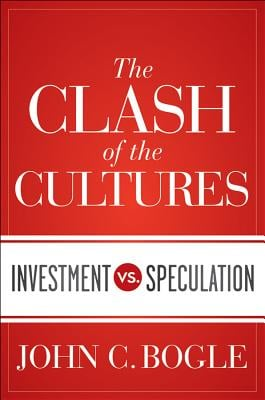 The
CLASH
of the
CULTURES
INVESTMENT vs. SPECULATION
JOHN C. BOGLE